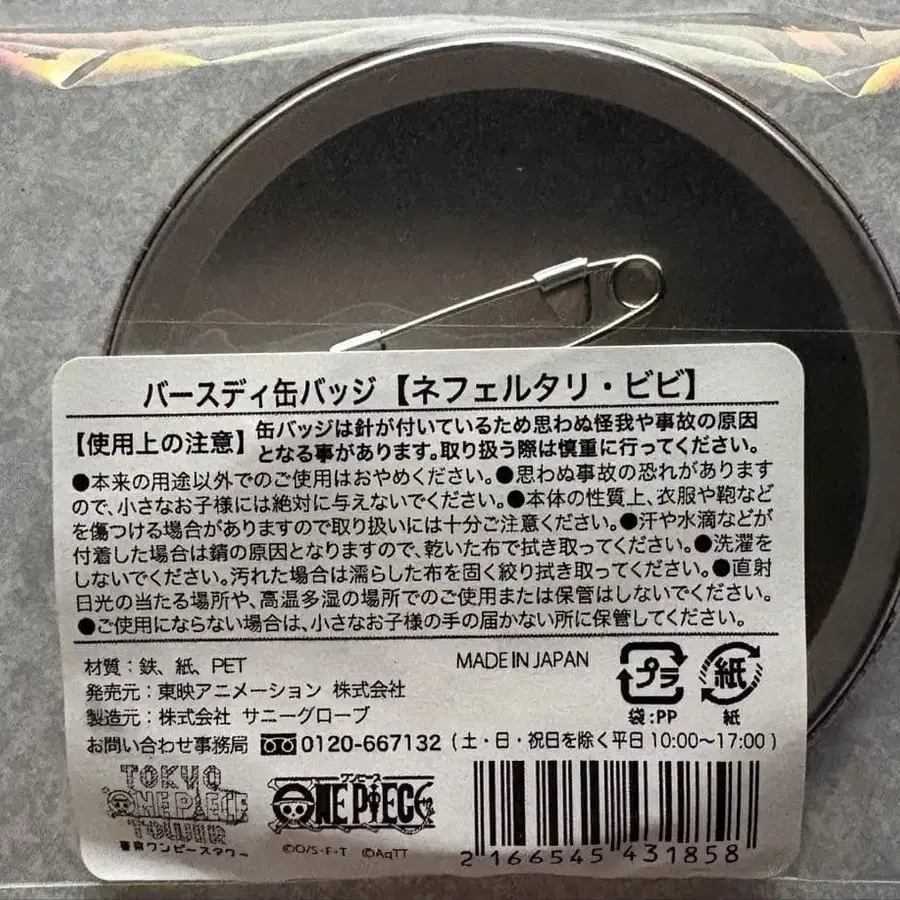 バースディ缶バッジ【ネフェルタリ・ビビ】
【使用上の注意】缶バッジは針が付いているため思わぬ怪我や事故の原因
となる事があります。取り扱う際は慎重に行ってください。
●本来の用途以外でのご使用はおやめください。●思わぬ事故の恐れがあります
ので、小さなお子様には絶対に与えないでください。●本体の性質上、衣服や鞄など
を傷つける場合がありますので取り扱いには十分ご注意ください。●汗や水滴などが
付着した場合は錆の原因となりますので、乾いた布で拭き取ってください。●洗濯を
しないでください。汚れた場合は濡らした布を固く絞り拭き取ってください。●直射
日光の当たる場所や、高温多湿の場所でのご使用または保管はしないでください。
●ご使用にならない場合は、小さなお子様の手の届かない所に保管してください。
材質：鉄、紙、PET
MADE IN JAPAN
プラ
紙
発売元：東映アニメーション 株式会社
製造元：株式会社 サニーグローブ
袋:PP
紙
お問い合わせ事務局 0120-667132（土・日・祝日を除く平日 10:00〜17:00）
TOKYO
ONE PIECE
TOWER
東京ワンピースタワー
ワンピース
ONE PIECE
©O/S・F・T ©AqTT
2 166545 431858